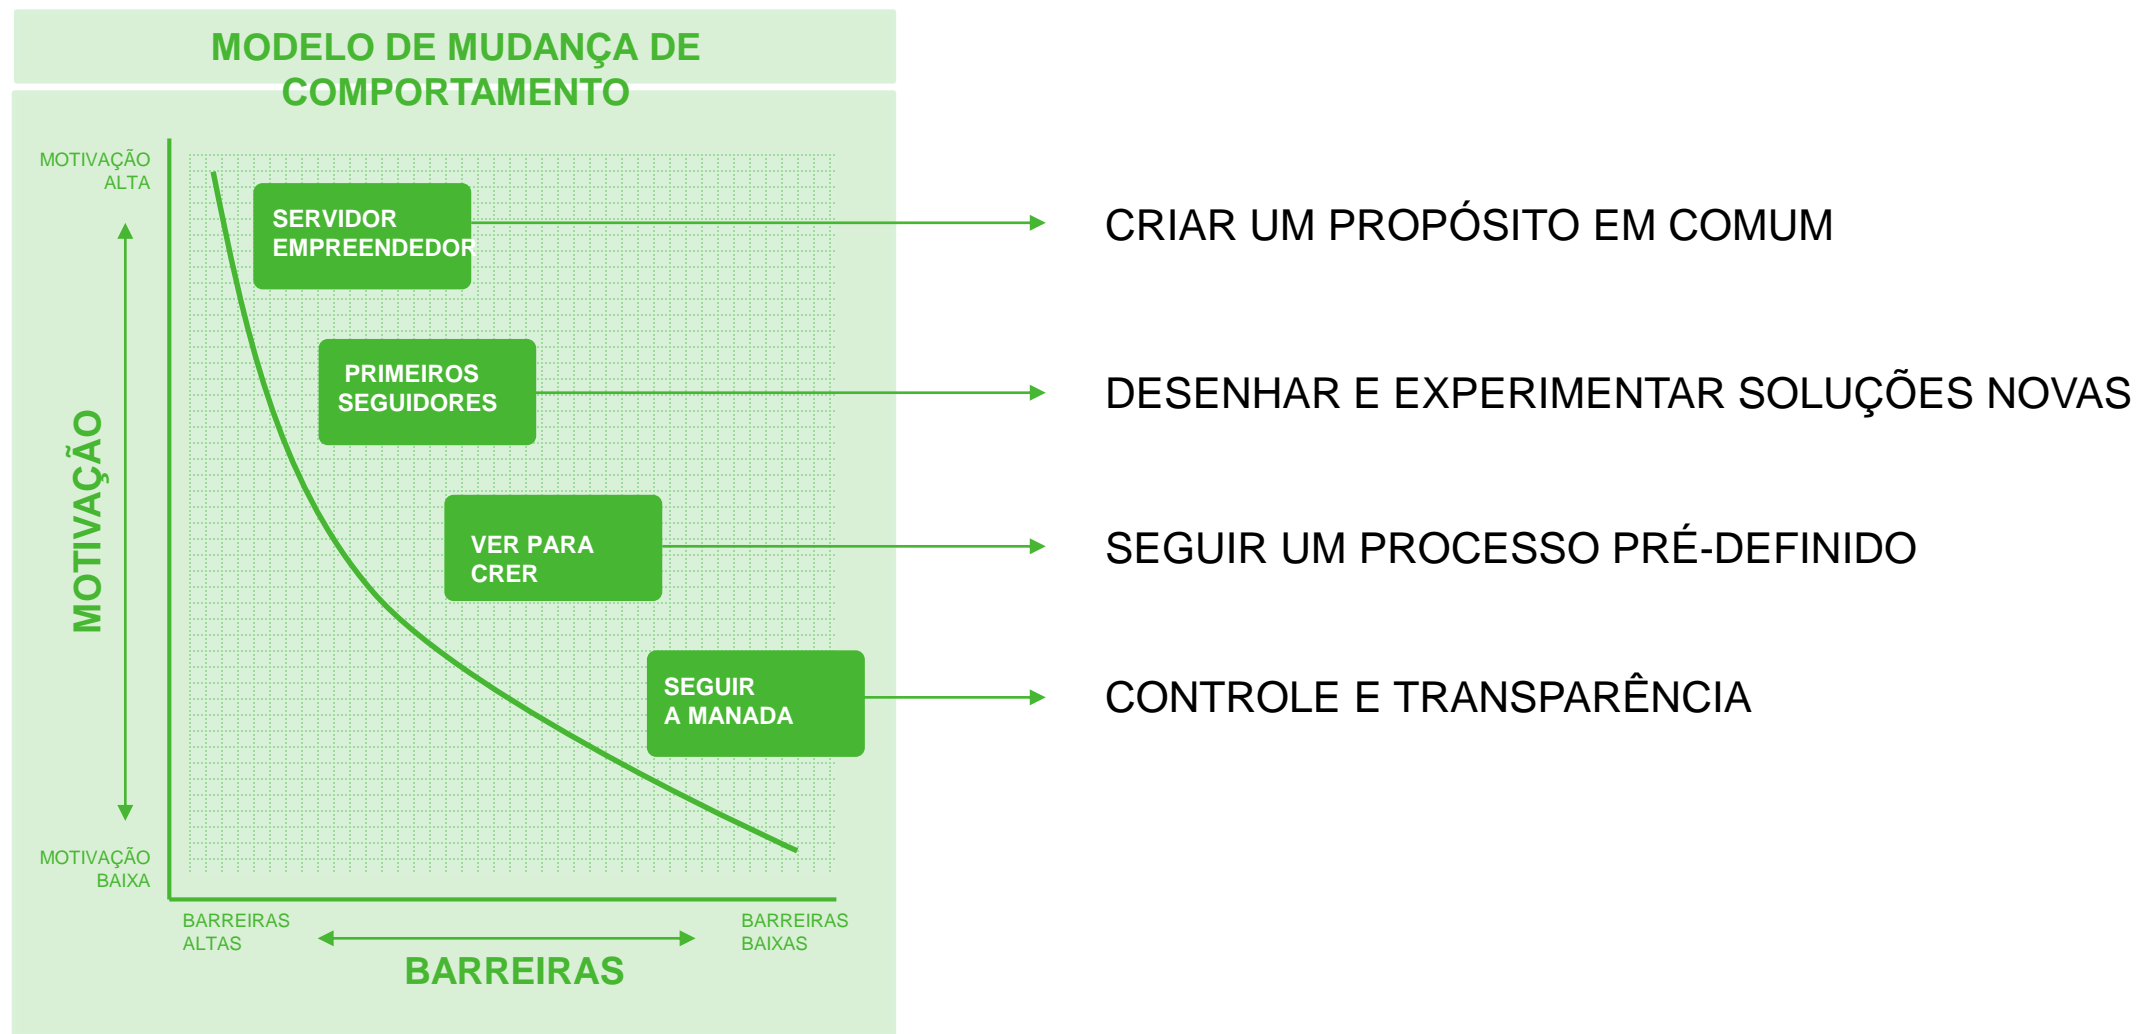 MODELO DE MUDANÇA DE
COMPORTAMENTO
MOTIVAÇÃO
ALTA
MOTIVAÇÃO
MOTIVAÇÃO
BAIXA
SERVIDOR
EMPREENDEDOR
CRIAR UM PROPÓSITO EM COMUM
PRIMEIROS
SEGUIDORES
DESENHAR E EXPERIMENTAR SOLUÇÕES NOVAS
VER PARA
CRER
SEGUIR UM PROCESSO PRÉ-DEFINIDO
SEGUIR
A MANADA
CONTROLE E TRANSPARÊNCIA
BARREIRAS
ALTAS
BARREIRAS
BAIXAS
BARREIRAS